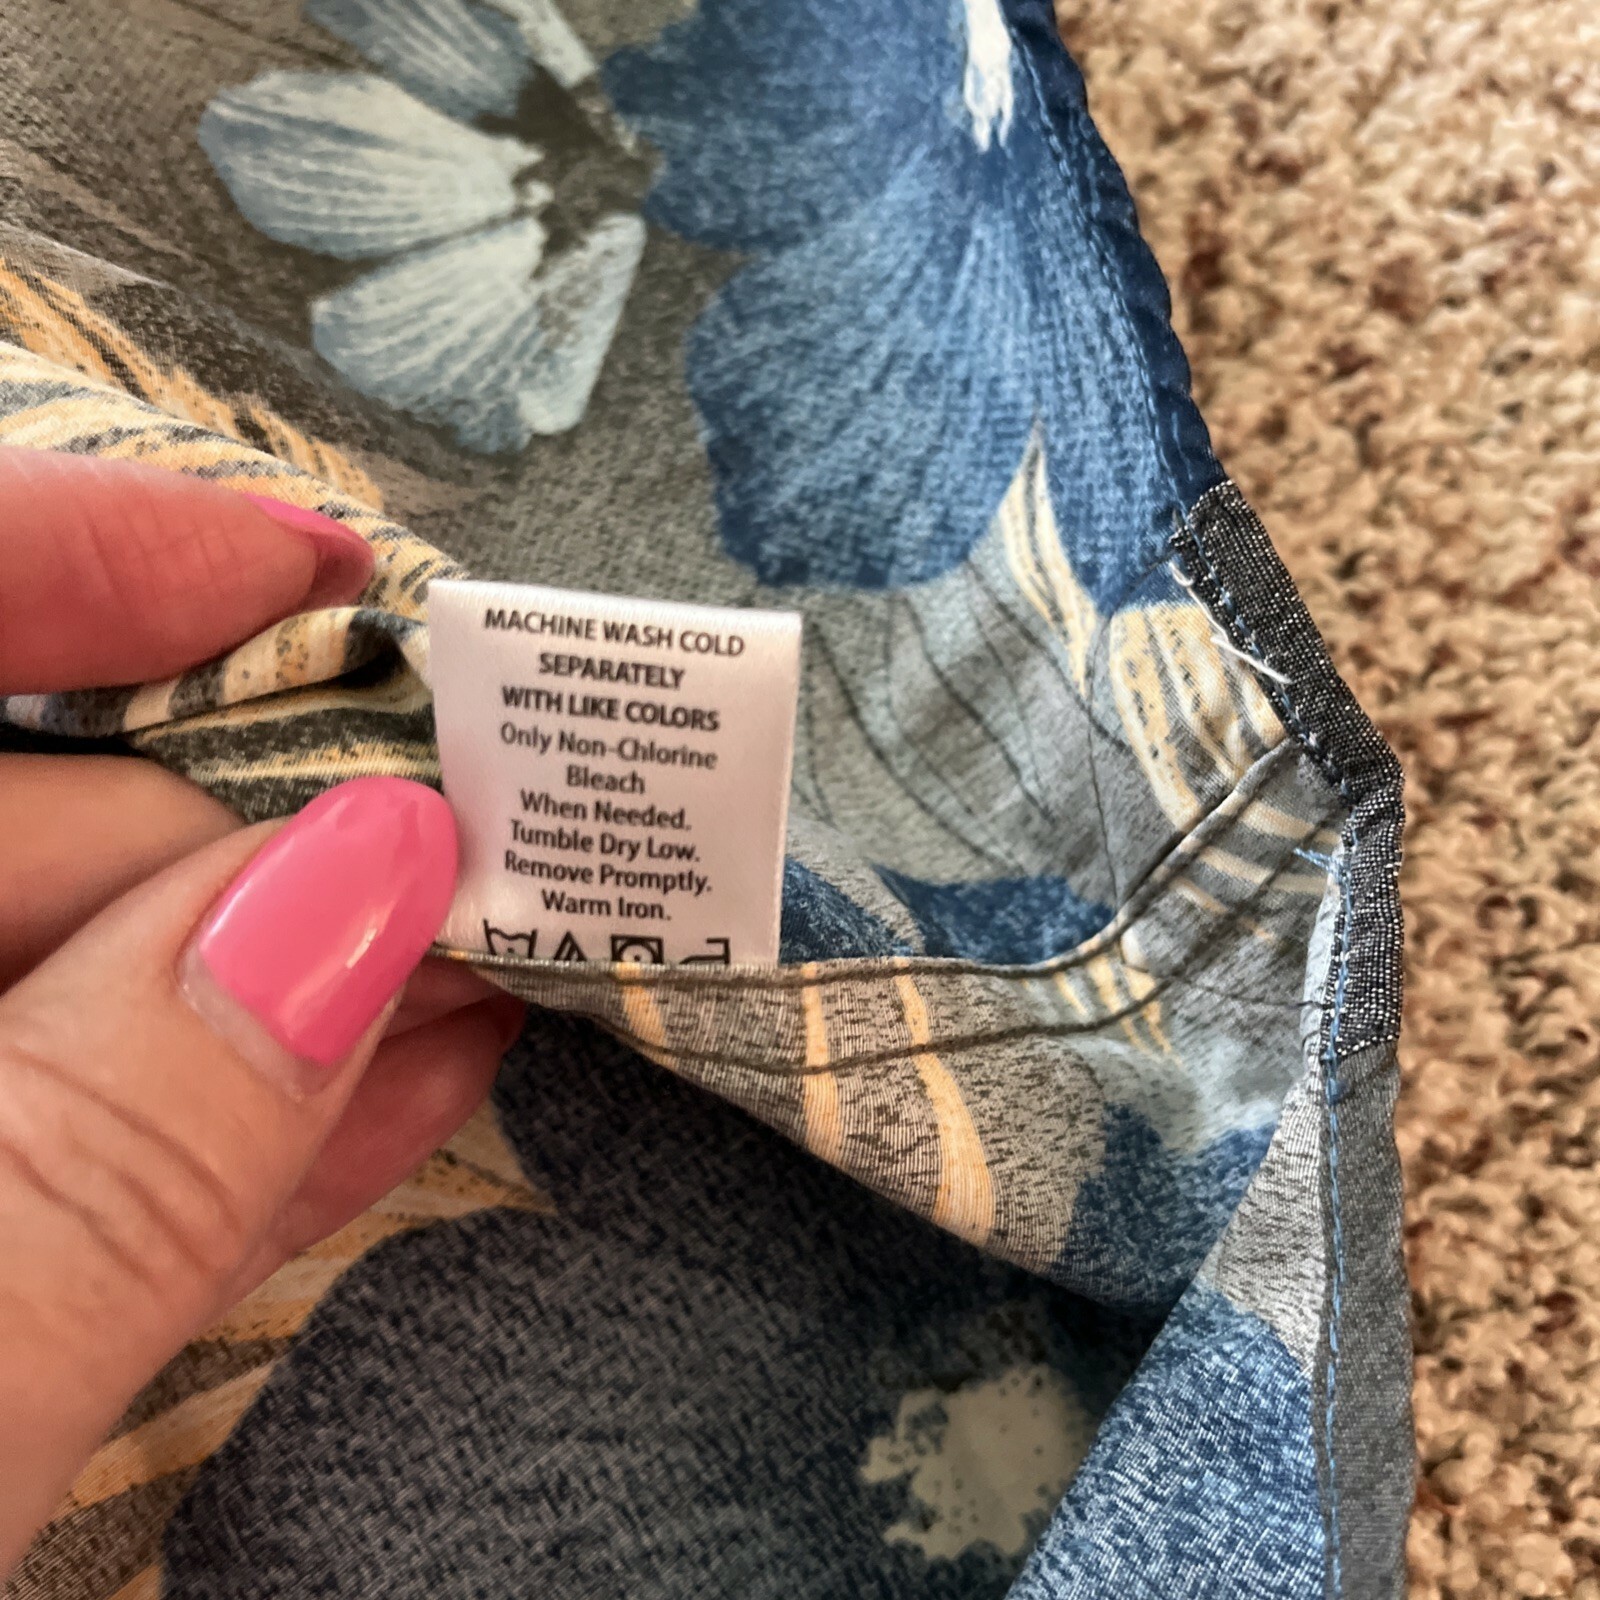 MACHINE WASH COLD
SEPARATELY
WITH LIKE COLORS
Only Non-Chlorine
Bleach
When Needed.
Tumble Dry Low.
Remove Promptly.
Warm Iron.